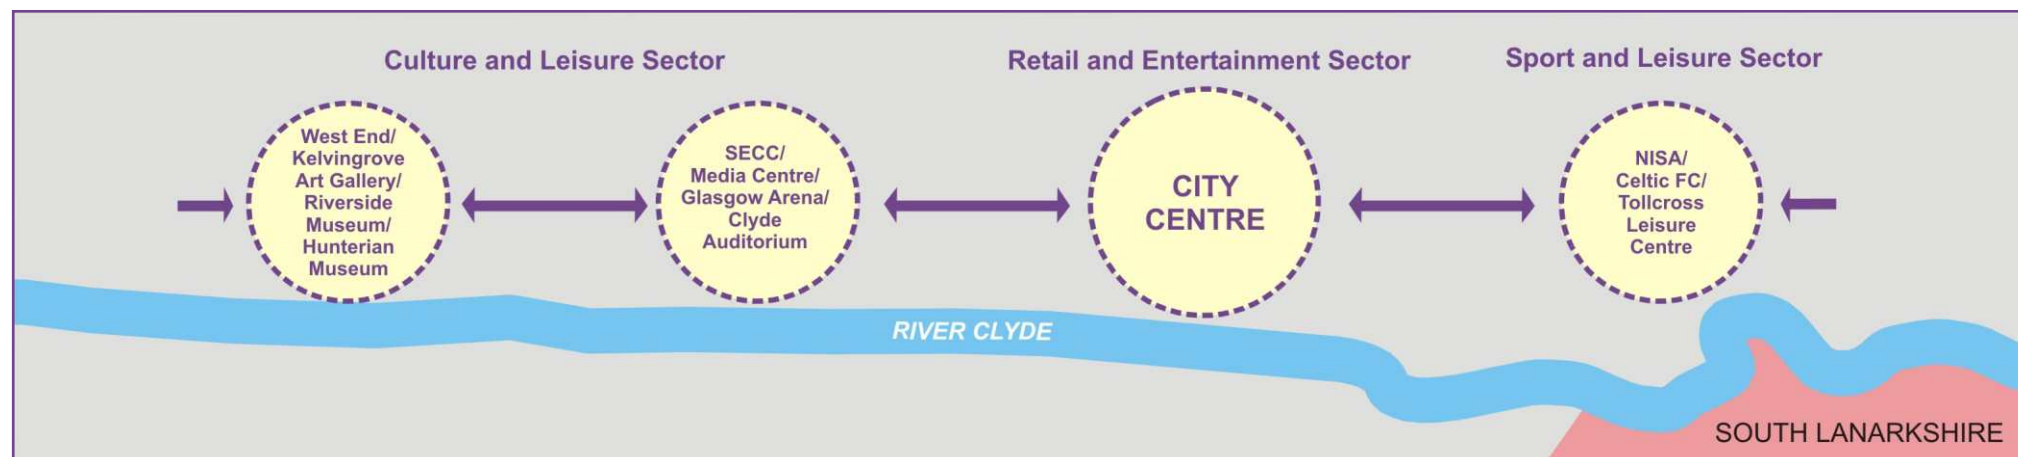 Culture and Leisure Sector
Retail and Entertainment Sector
Sport and Leisure Sector
West End/
Kelvingrove
Art Gallery/
Riverside
Museum/
Hunterian
Museum
SECC/
Media Centre/
Glasgow Arena/
Clyde
Auditorium
CITY
CENTRE
NISA/
Celtic FC/
Tollcross
Leisure
Centre
RIVER CLYDE
SOUTH LANARKSHIRE